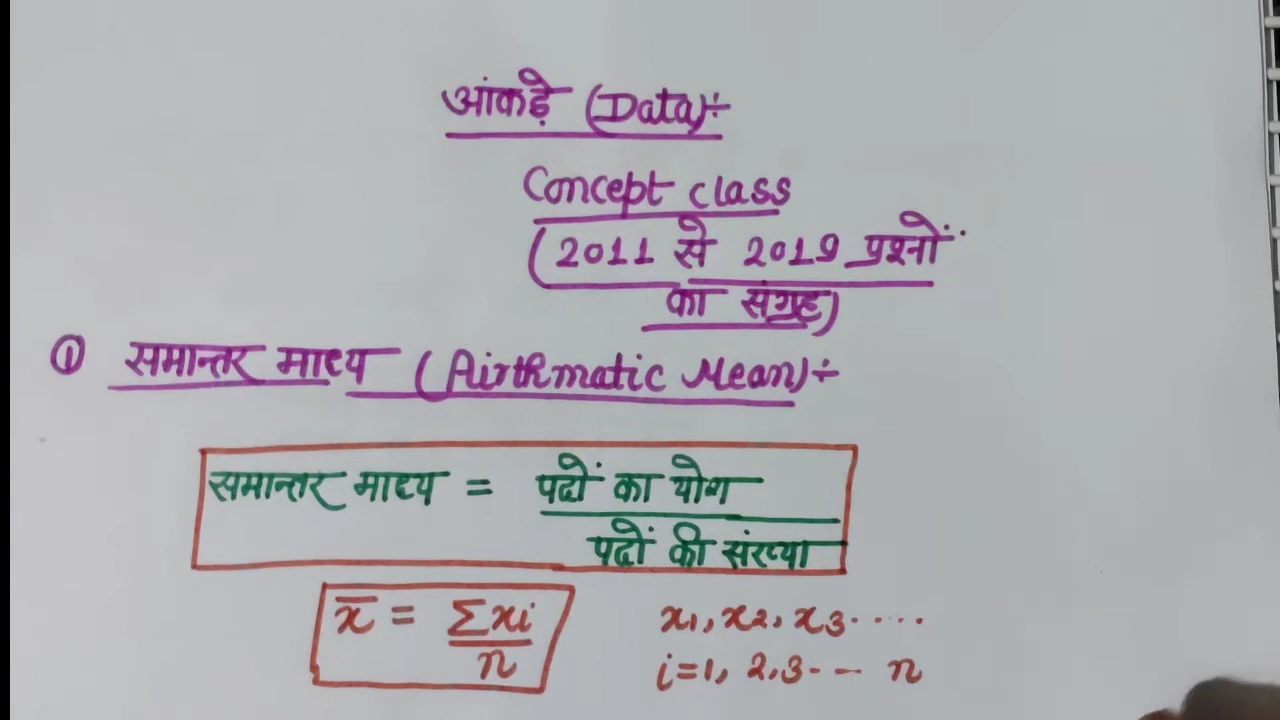 आंकड़े (Data)÷
Concept class
(2011 से 2019 प्रश्नों
का संग्रह)
① समान्तर माध्य (Airthmatic Mean)÷
समान्तर माध्य = पदों का योग
पदों की संख्या
x̄ = Σxi
n
x1, x2, x3.....
i=1, 2,3- -- n